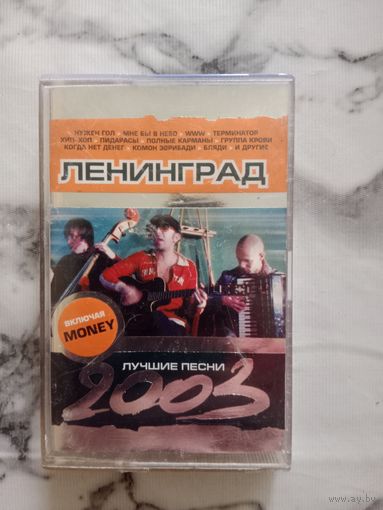 НУЖЕН ГОЛ • МНЕ БЫ В НЕБО • WWW • ТЕРМИНАТОР
ХИП-ХОП • ПИДАРАСЫ • ПОЛНЫЕ КАРМАНЫ • ГРУППА КРОВИ
КОГДА НЕТ ДЕНЕГ • КОМОН ЭВРИБАДИ • БЛЯДИ • И ДРУГИЕ
ЛЕНИНГРАД
ВКЛЮЧАЯ
MONEY
ЛУЧШИЕ ПЕСНИ
2003
www.ay.by